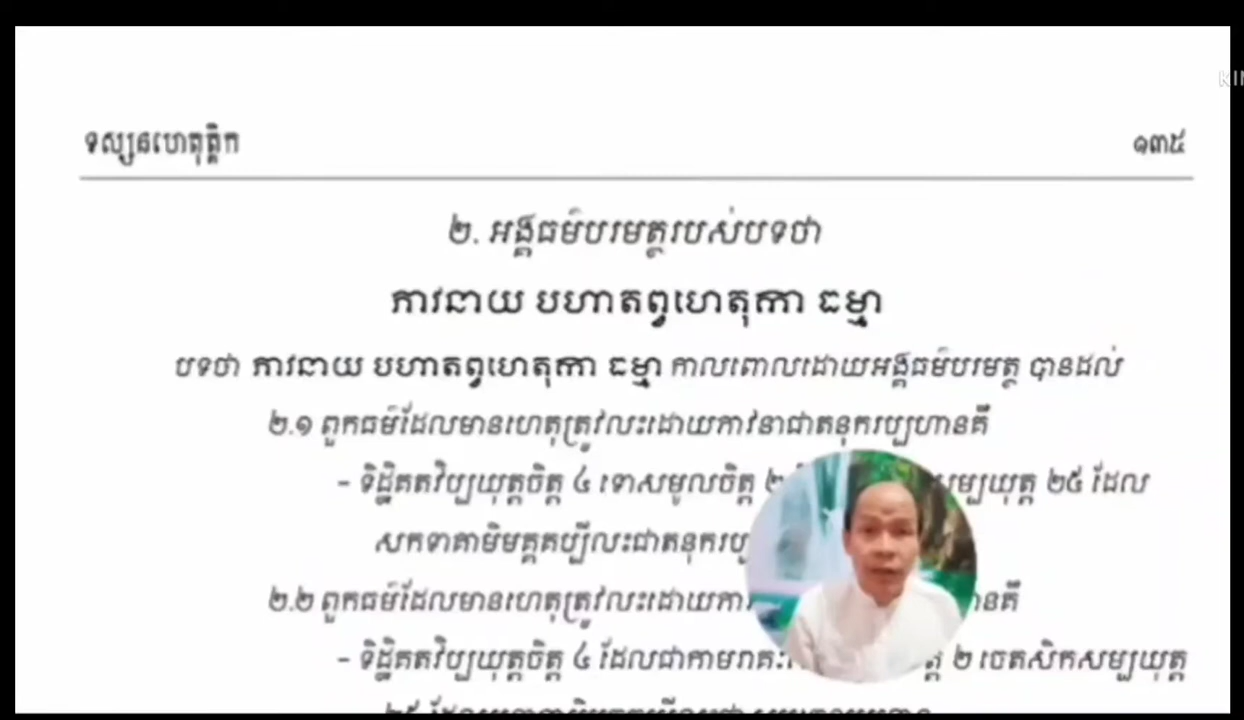 ទស្សនហេតុត្តិក ១៣៥
២. អង្គធម៌បរមត្ថរបស់បទថា
ភាវនាយ បហាតព្វហេតុកា ធម្មា
បទថា ភាវនាយ បហាតព្វហេតុកា ធម្មា កាលពោលដោយអង្គធម៌បរមត្ថ បានដល់
២.១ ពួកធម៌ដែលមានហេតុត្រូវលះដោយភាវនាជាតនុករប្បហានគឺ
- ទិដ្ឋិគតវិប្បយុត្តចិត្ត ៤ ទោសមូលចិត្ត ២ សម្បយុត្ត ២៥ ដែល
សកទាគាមិមគ្គគប្បីលះជាតនុករប្ប
២.២ ពួកធម៌ដែលមានហេតុត្រូវលះដោយភាវ ានគឺ
- ទិដ្ឋិគតវិប្បយុត្តចិត្ត ៤ ដែលជាកាមរាគៈ ២ ចេតសិកសម្បយុត្ត